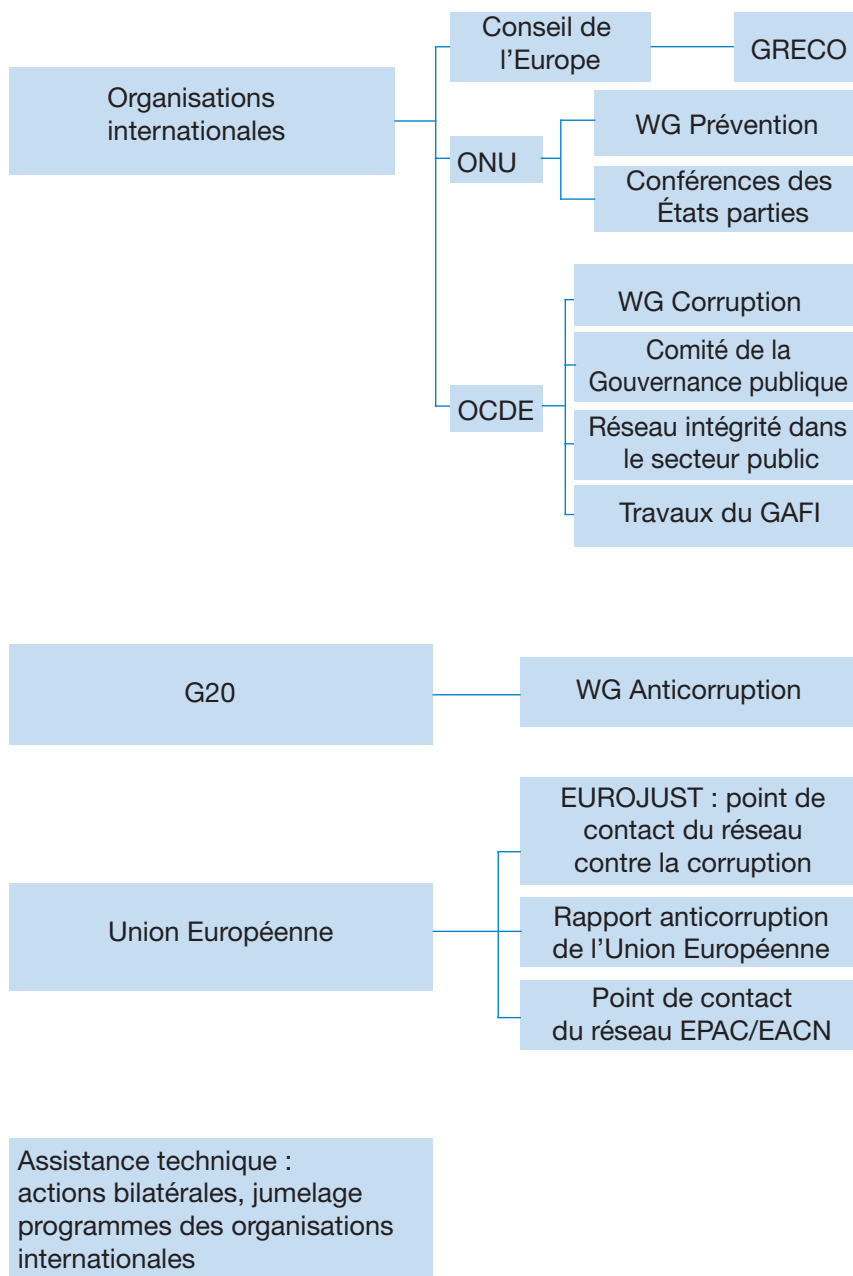 Organisations
internationales
Conseil de
l'Europe
GRECO
ONU
WG Prévention
Conférences des
États parties
OCDE
WG Corruption
Comité de la
Gouvernance publique
Réseau intégrité dans
le secteur public
Travaux du GAFI
G20
WG Anticorruption
Union Européenne
EUROJUST : point de
contact du réseau
contre la corruption
Rapport anticorruption
de l'Union Européenne
Point de contact
du réseau EPAC/EACN
Assistance technique :
actions bilatérales, jumelage
programmes des organisations
internationales